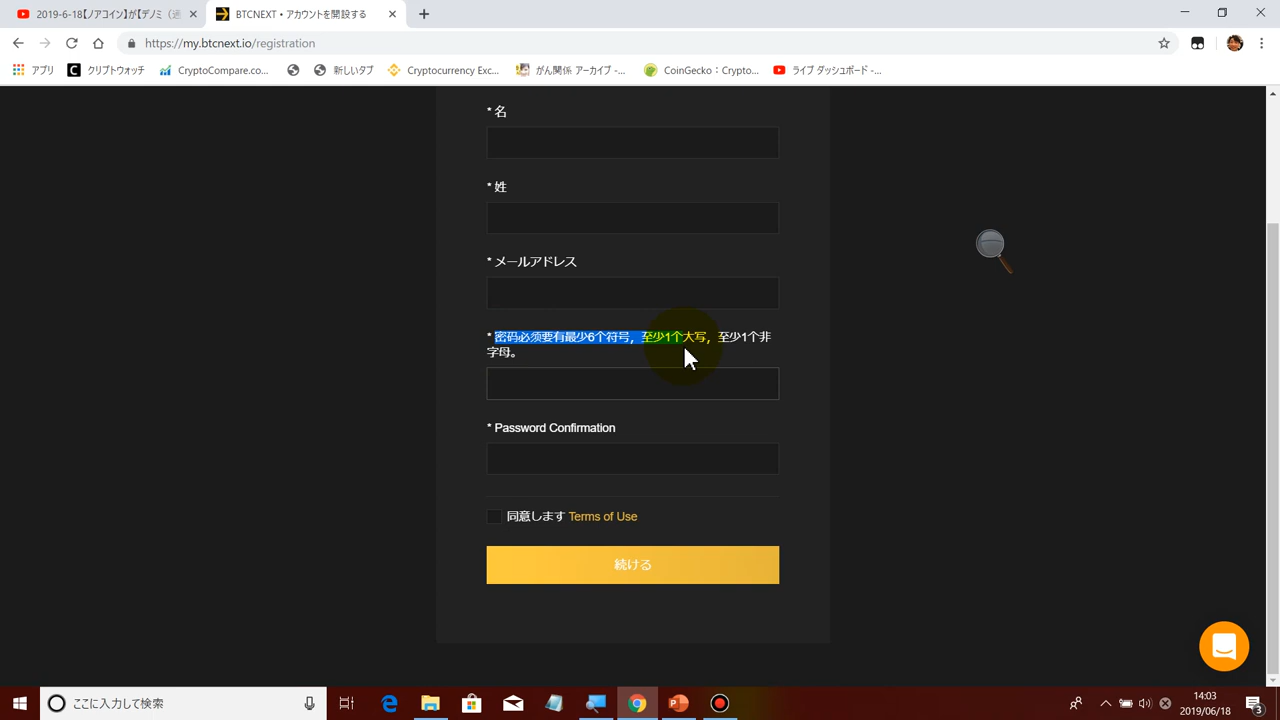 2019-6-18【ノアコイン】が【デノミ（通
BTCNEXT • アカウントを開設する
https://my.btcnext.io/registration
アプリ
クリプトウォッチ
CryptoCompare.co...
新しいタブ
Cryptocurrency Exc...
がん関係 アーカイブ -...
CoinGecko：Crypto...
ライブ ダッシュボード -...
* 名
* 姓
* メールアドレス
* 密码必须要有最少6个符号，至少1个大写，至少1个非
字母。
* Password Confirmation
同意します Terms of Use
続ける
ここに入力して検索
14:03
2019/06/18
3